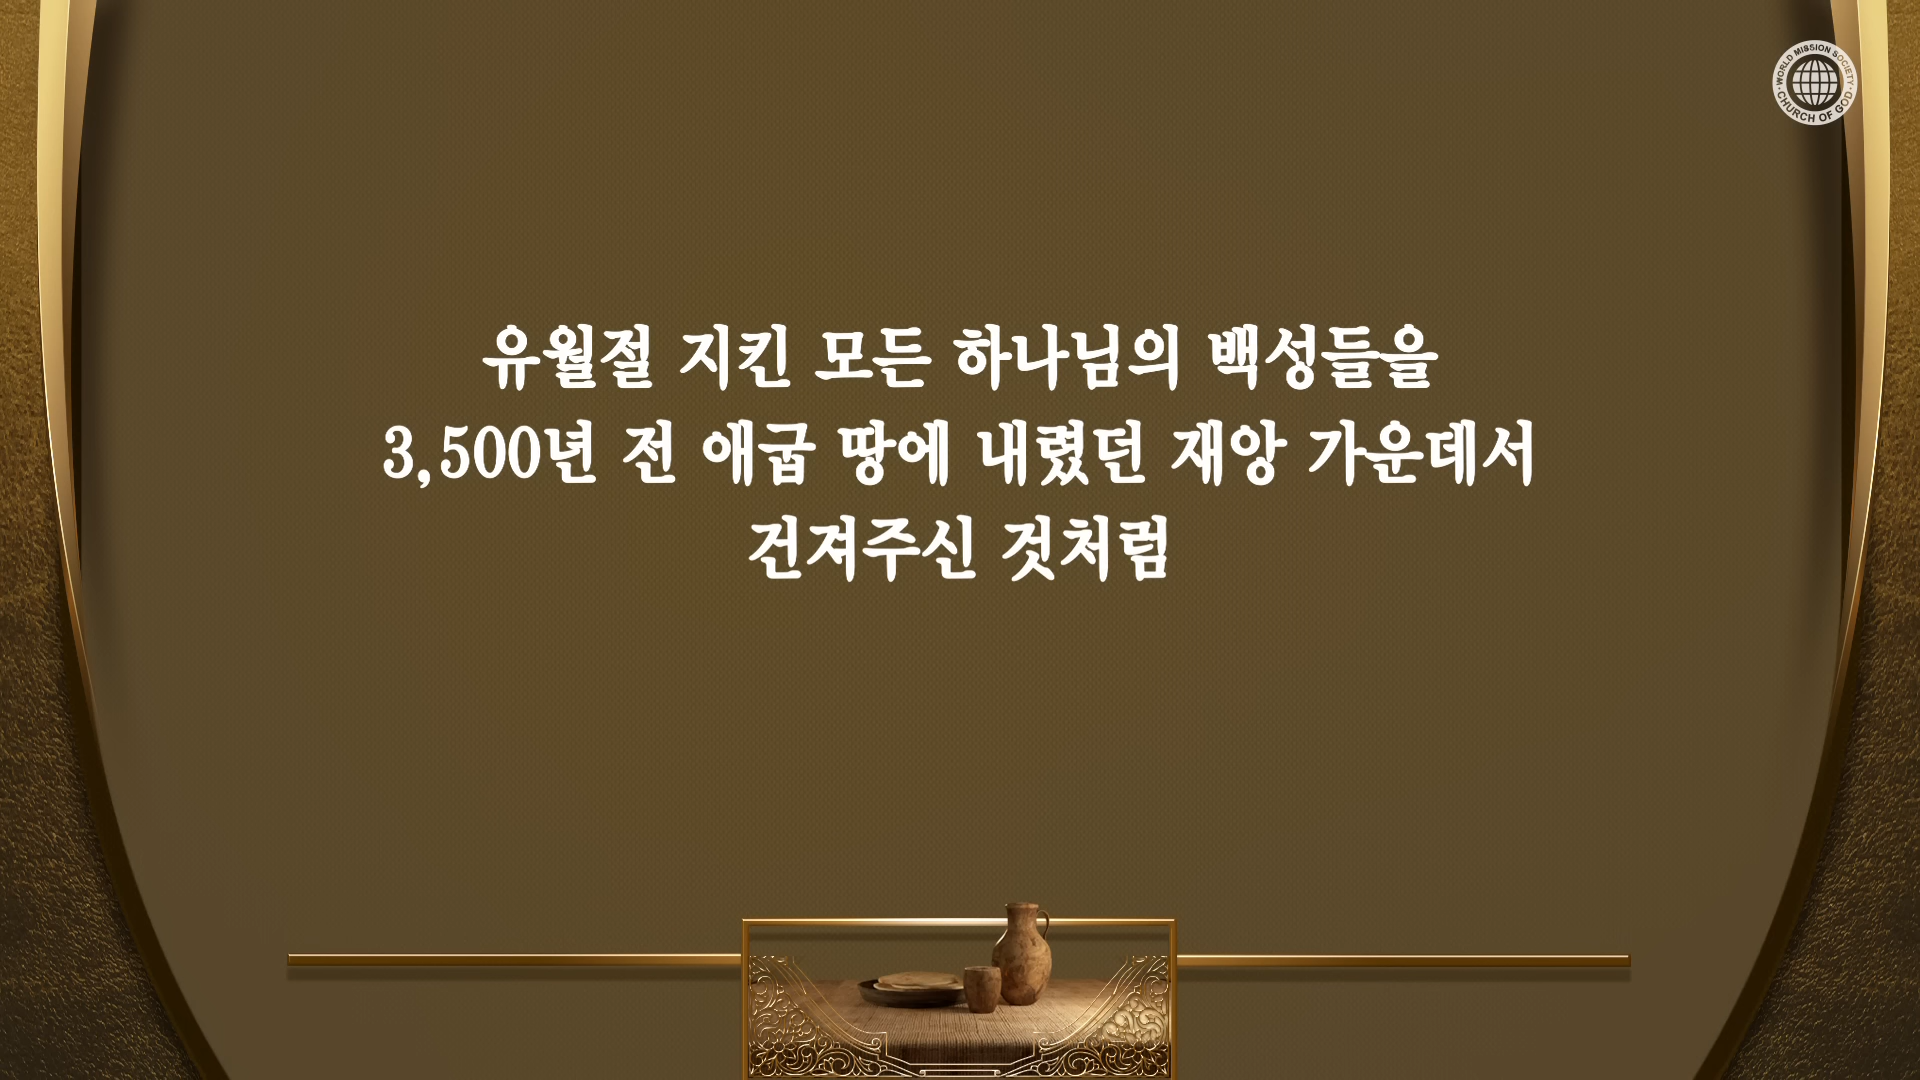 WORLD MISSION SOCIETY
CHURCH OF GOD
유월절 지킨 모든 하나님의 백성들을
3,500년 전 애굽 땅에 내렸던 재앙 가운데서
건져주신 것처럼